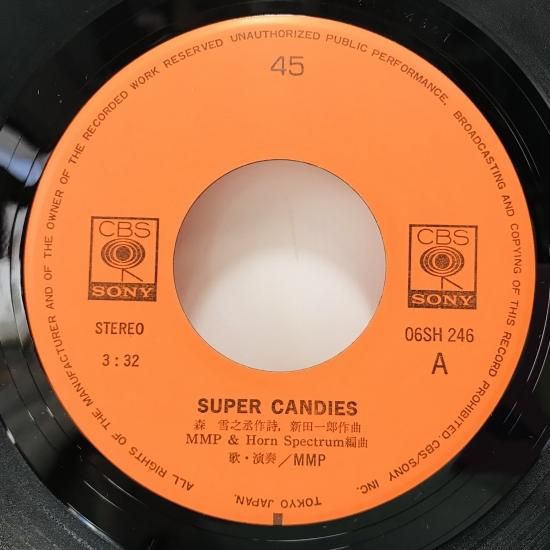 ALL RIGHTS OF THE MANUFACTURER AND OF THE OWNER OF THE RECORDED WORK RESERVED UNAUTHORIZED PUBLIC PERFORMANCE, BROADCASTING AND COPYING OF THIS RECORD PROHIBITED CBS/SONY INC. TOKYO JAPAN.
45
CBS
SONY
CBS
SONY
STEREO
06SH 246
3:32
A
SUPER CANDIES
森 雪之丞作詩, 新田一郎作曲
MMP & Horn Spectrum編曲
歌・演奏/MMP